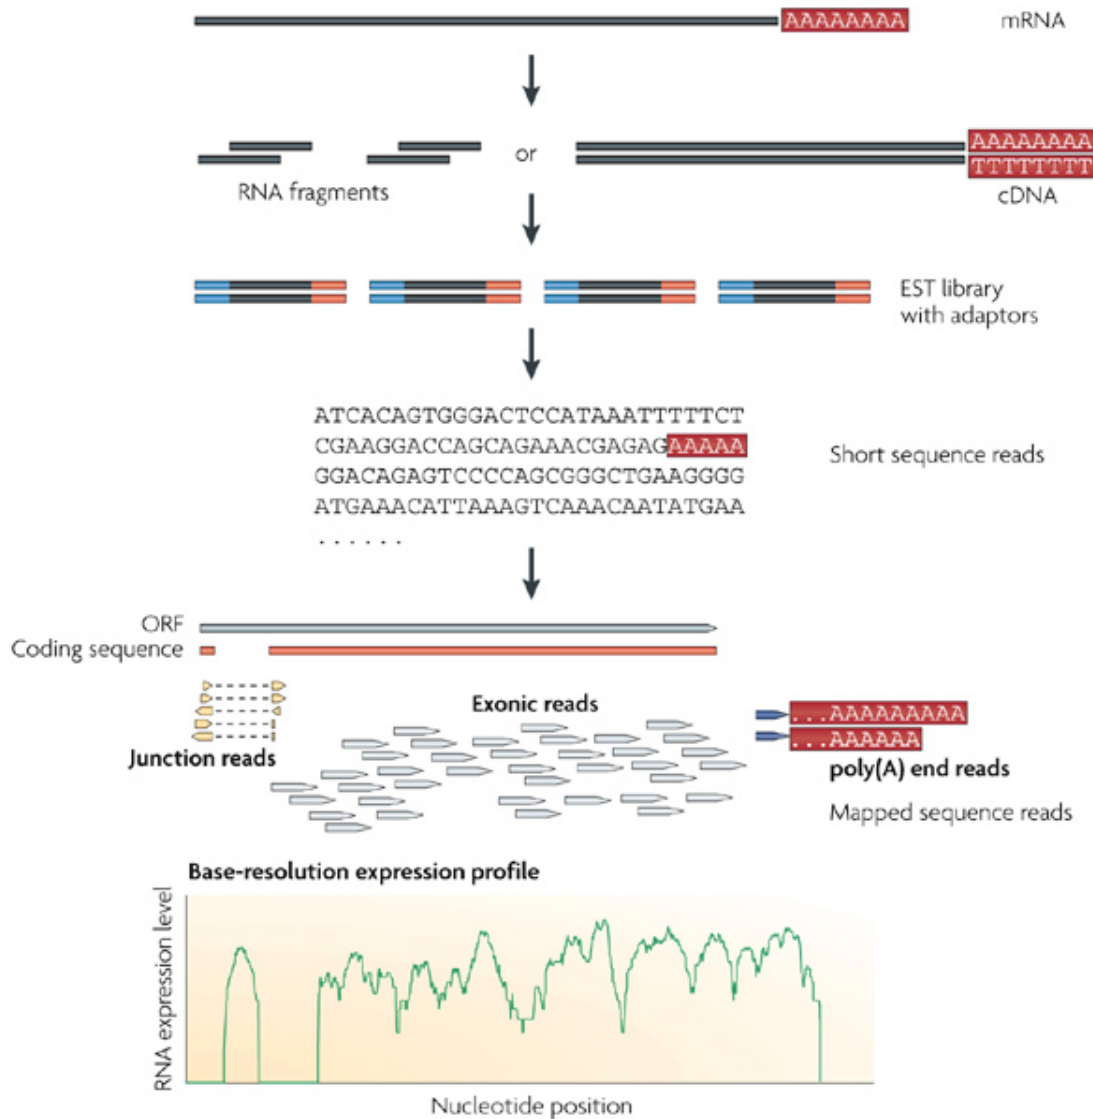 AAAAAAAA mRNA
AAAAAAAA
or
TTTTTTTT
RNA fragments
cDNA
EST library
with adaptors
ATCACAGTGGGACTCCATAAATTTTTCT
CGAAGGACCAGCAGAAACGAGAGAAAAA
Short sequence reads
GGACAGAGTCCCCAGCGGGCTGAAGGGG
ATGAAACATTAAAGTCAAACAATATGAA
. . . . . .
ORF
Coding sequence
Exonic reads
...AAAAAAAAA
...AAAAAA
Junction reads
poly(A) end reads
Mapped sequence reads
Base-resolution expression profile
RNA expression level
Nucleotide position